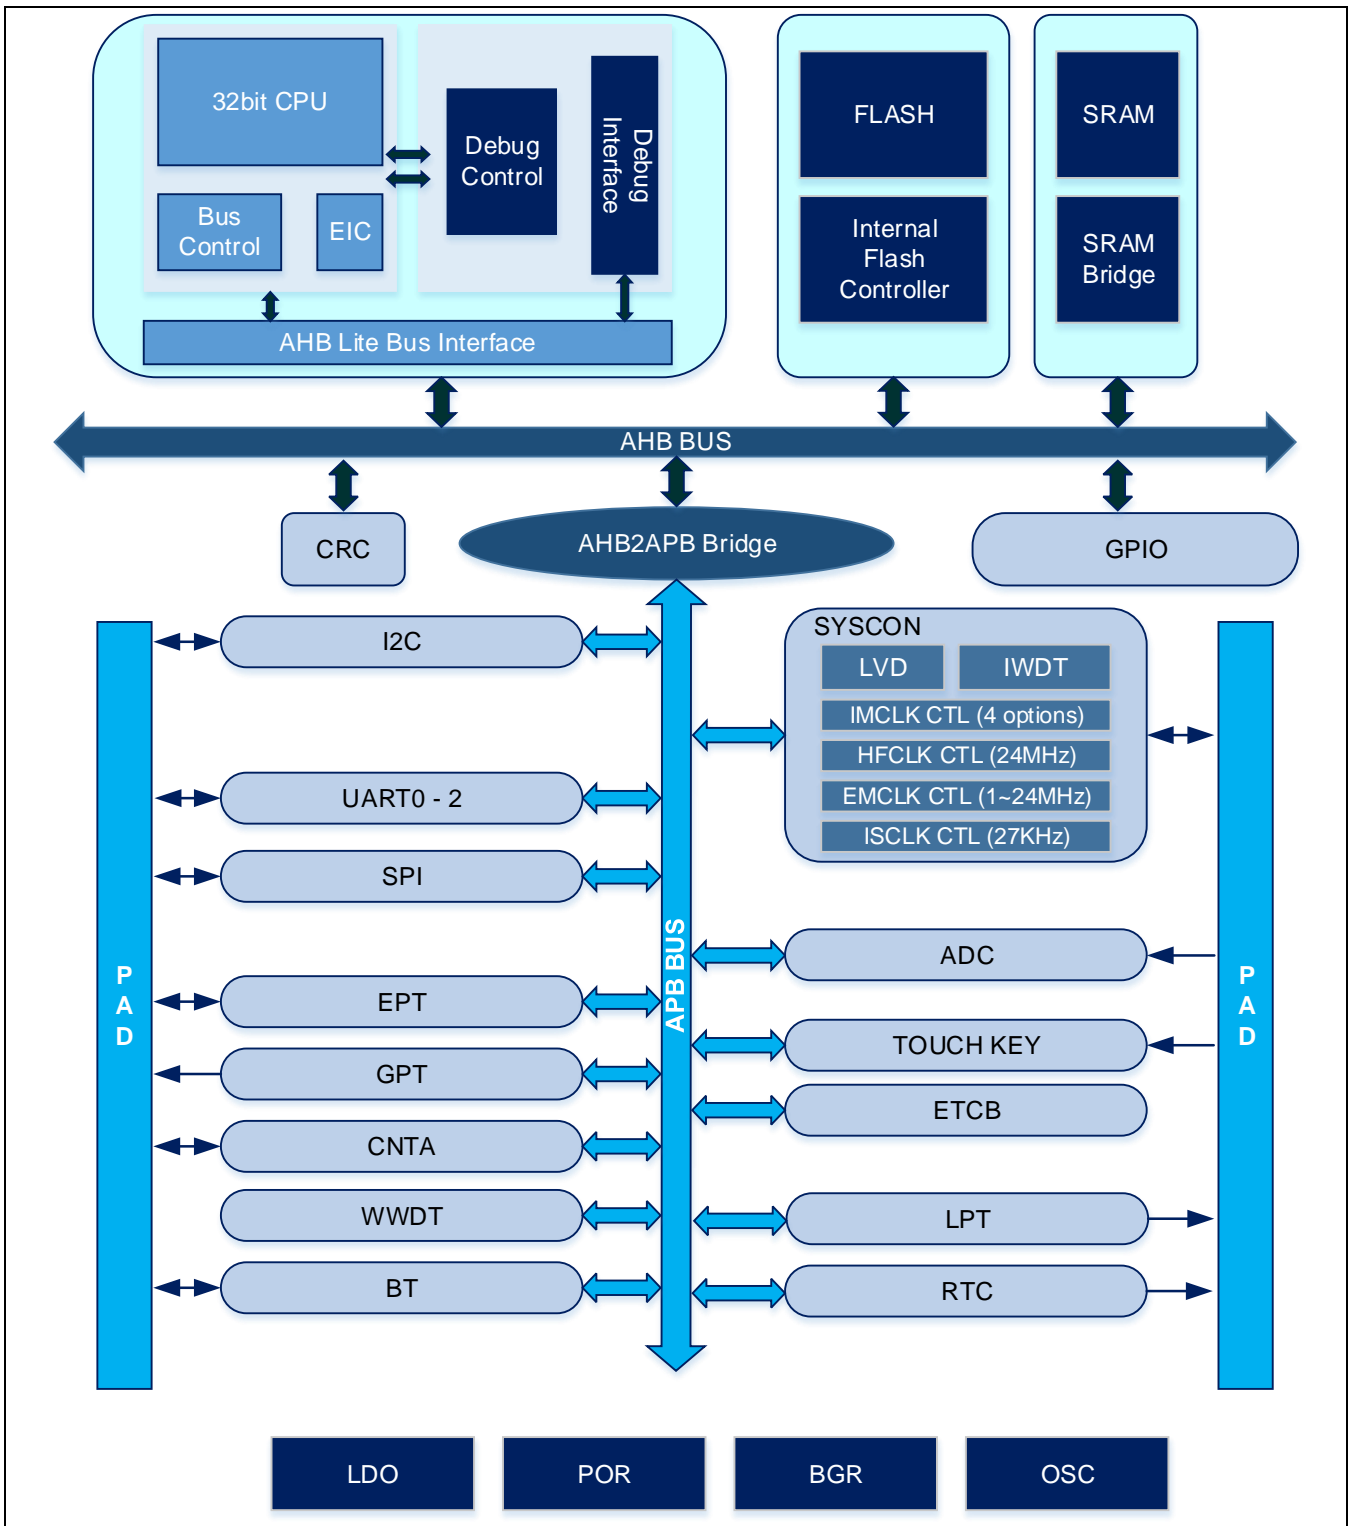 32bit CPU
Bus
Control
EIC
Debug
Control
Debug
Interface
AHB Lite Bus Interface
FLASH
Internal
Flash
Controller
SRAM
SRAM
Bridge
AHB BUS
CRC
AHB2APB Bridge
GPIO
PAD
I2C
UART0 - 2
SPI
EPT
GPT
CNTA
WWDT
BT
APB BUS
SYSCON
LVD
IWDT
IMCLK CTL (4 options)
HFCLK CTL (24MHz)
EMCLK CTL (1~24MHz)
ISCLK CTL (27KHz)
ADC
TOUCH KEY
ETCB
LPT
RTC
PAD
LDO
POR
BGR
OSC